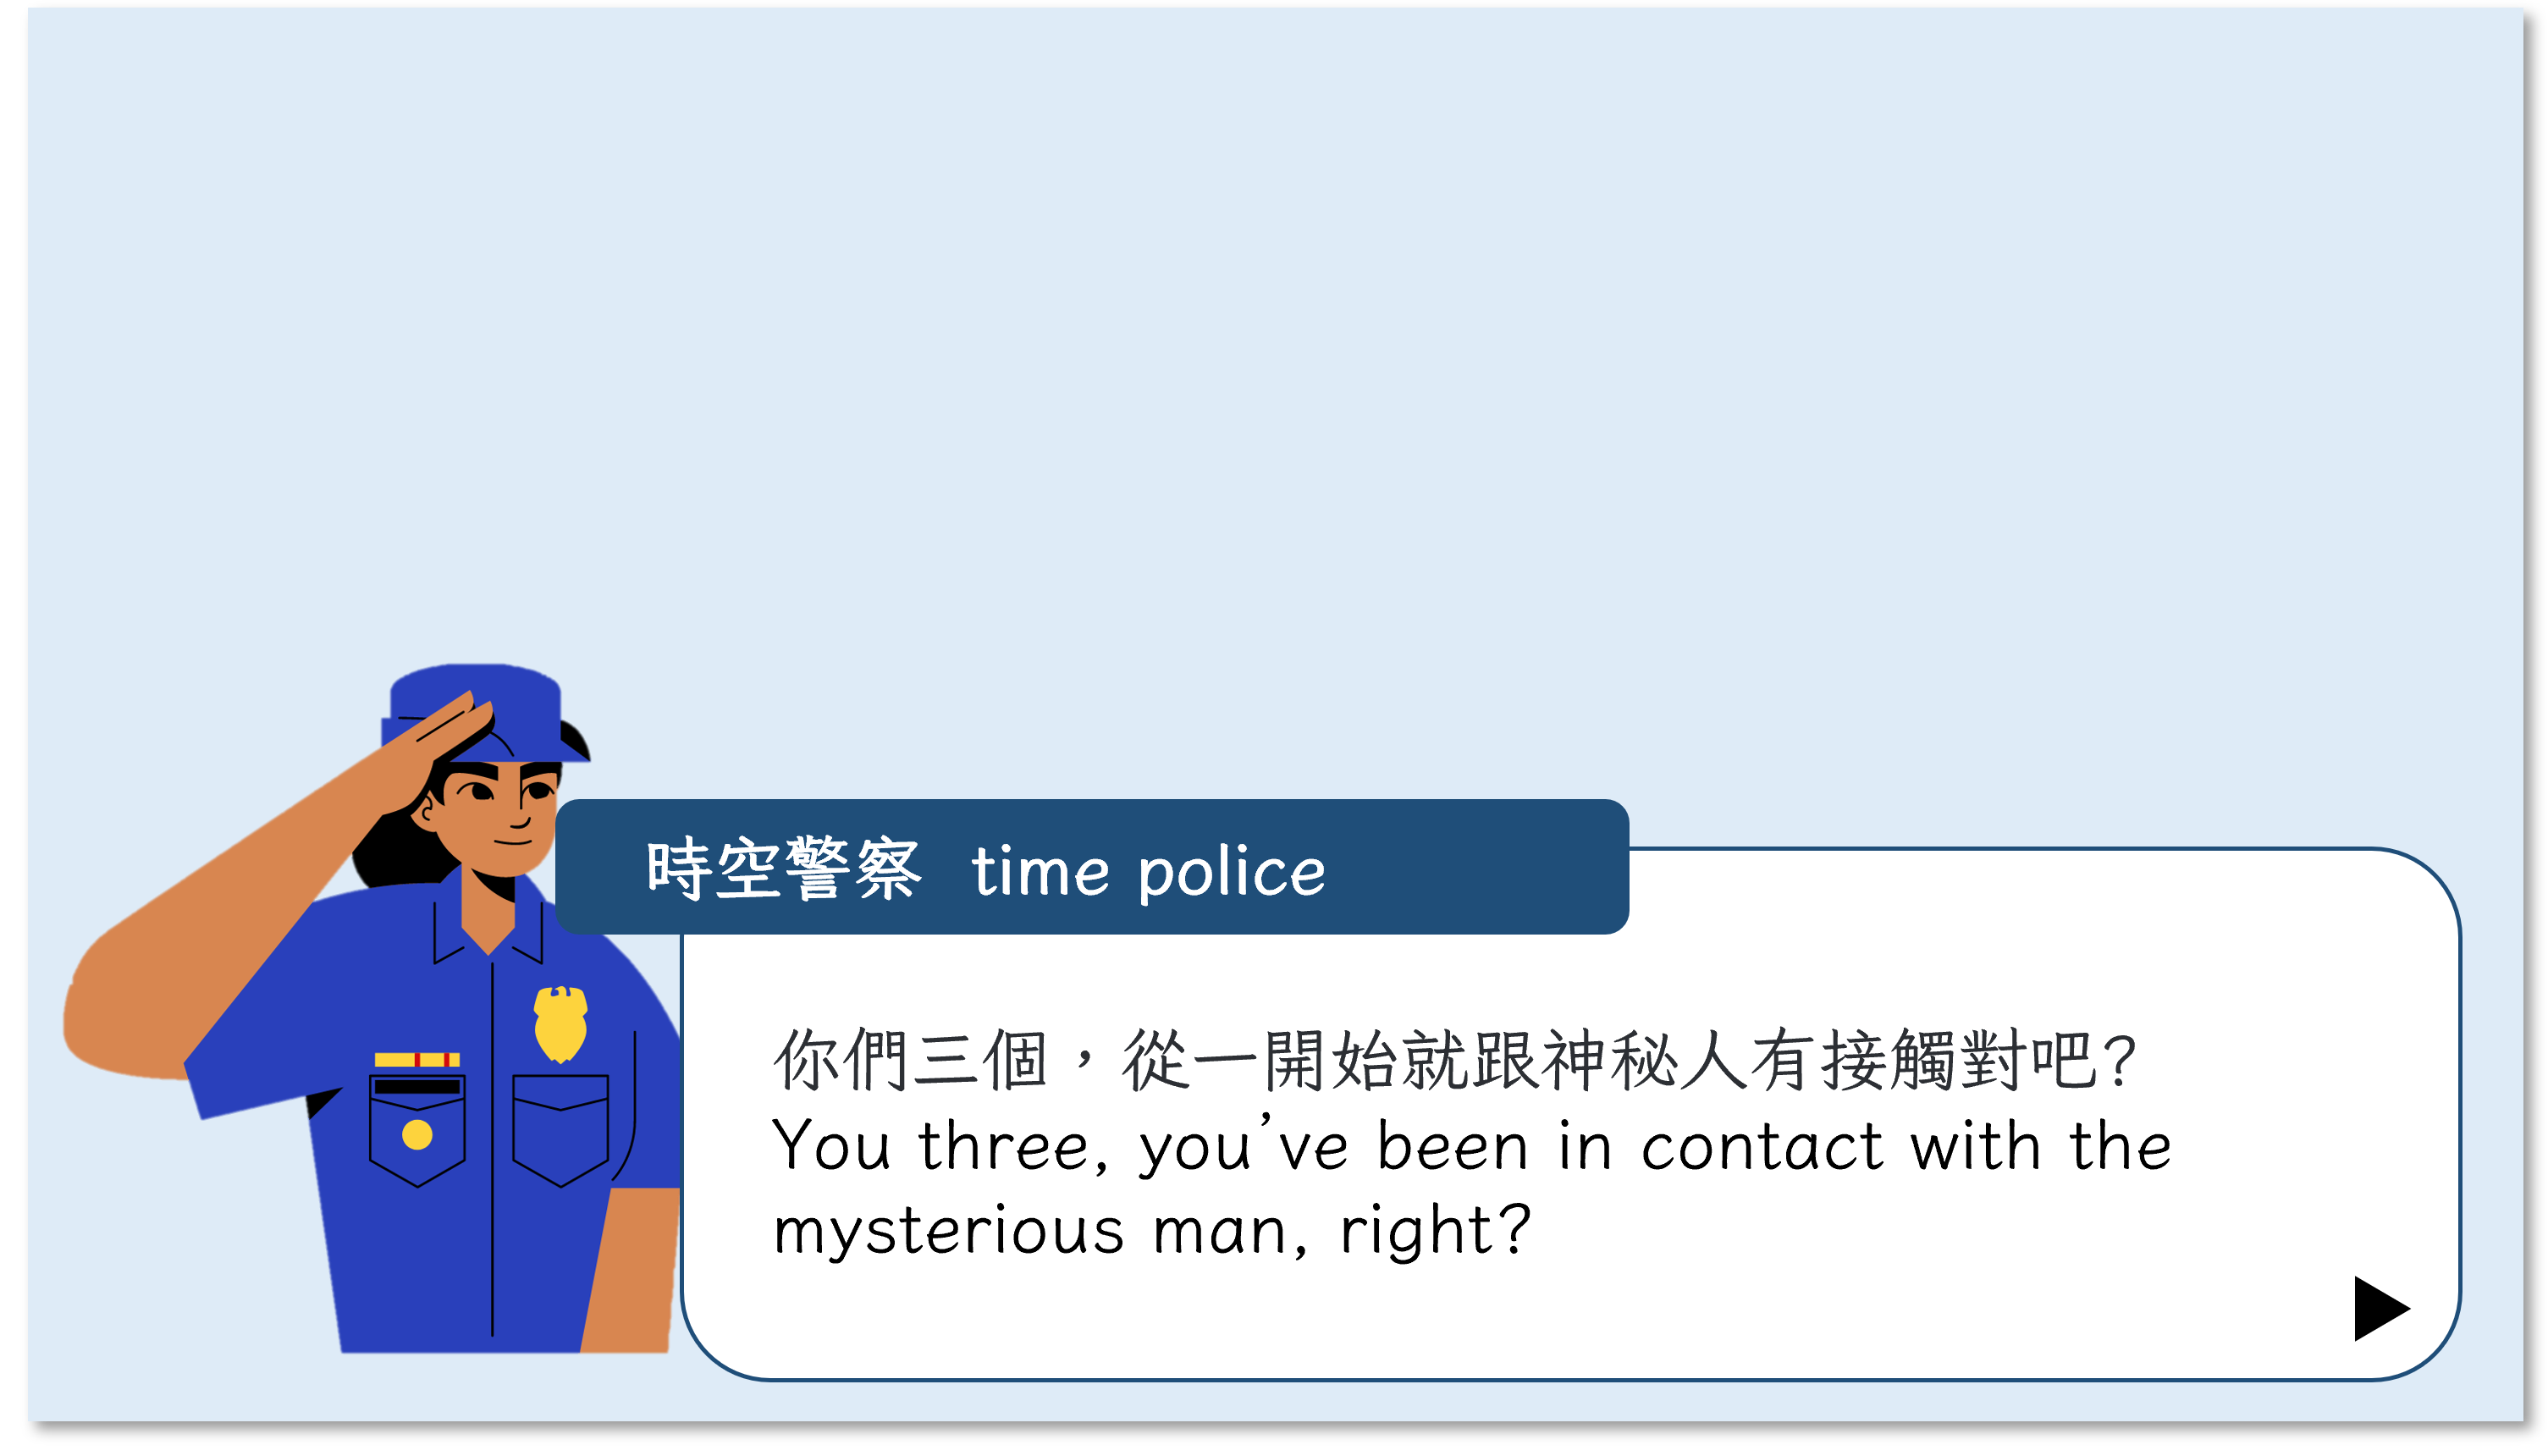 時空警察 time police
你們三個，從一開始就跟神秘人有接觸對吧？
You three, you’ve been in contact with the
mysterious man, right?